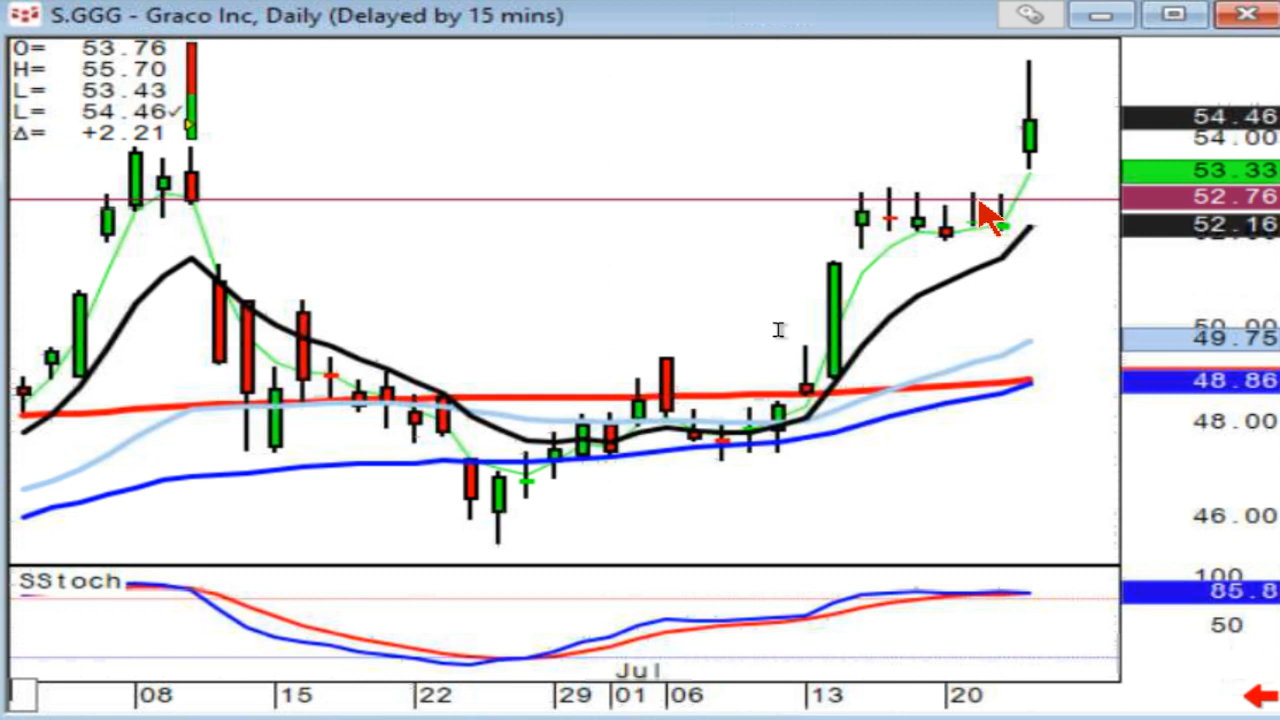 S.GGG - Graco Inc, Daily (Delayed by 15 mins)
O= 53.76
H= 55.70
L= 53.43
L= 54.46✓
Δ= +2.21
54.46
54.00
53.33
52.76
52.16
50.00
49.75
48.86
48.00
46.00
SStoch
100
85.8
50
Jul
08 15 22 29 01 06 13 20